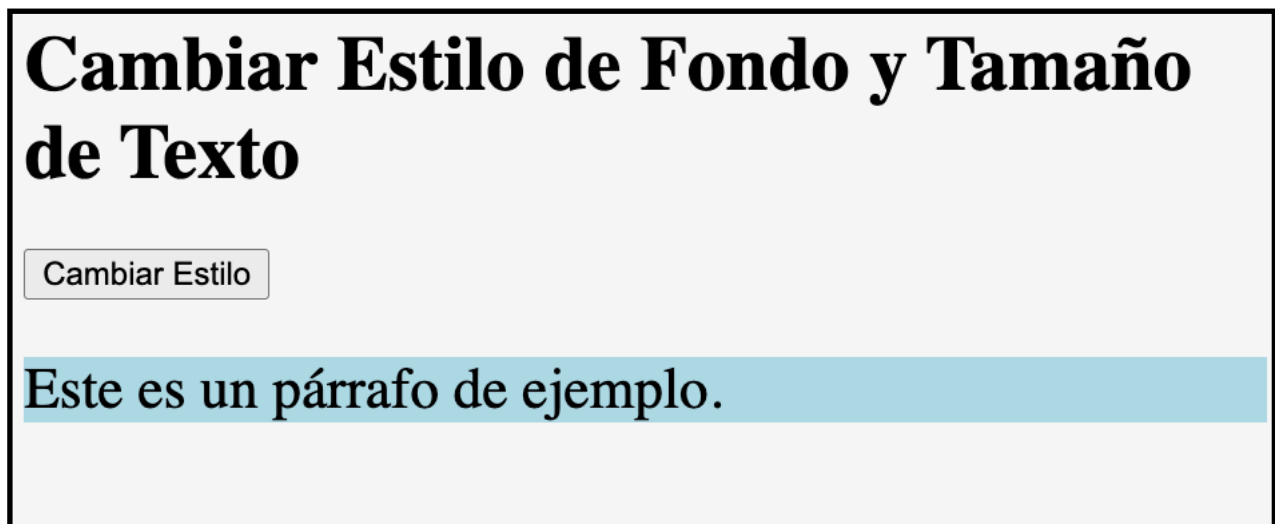 Cambiar Estilo de Fondo y Tamaño
de Texto
Cambiar Estilo
Este es un párrafo de ejemplo.